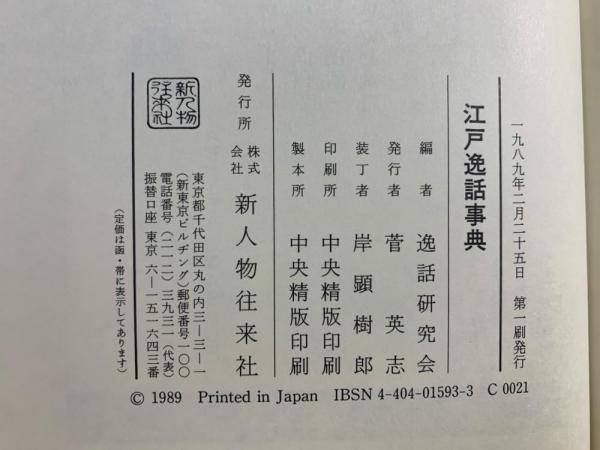 一九八九年二月二十五日　第一刷発行
江戸逸話事典
編者　逸話研究会
発行者　菅英志
装丁者　岸顕樹郎
印刷所　中央精版印刷
製本所　中央精版印刷
発行所　株式会社　新人物往来社
東京都千代田区丸の内三―三―一
（新東京ビルヂング）郵便番号一〇〇
電話番号（二一二）三九三一（代表）
振替口座　東京　六―一五一六四三番
新人物往来社
（定価は函・帯に表示してあります）
© 1989 Printed in Japan IBSN 4-404-01593-3 C 0021